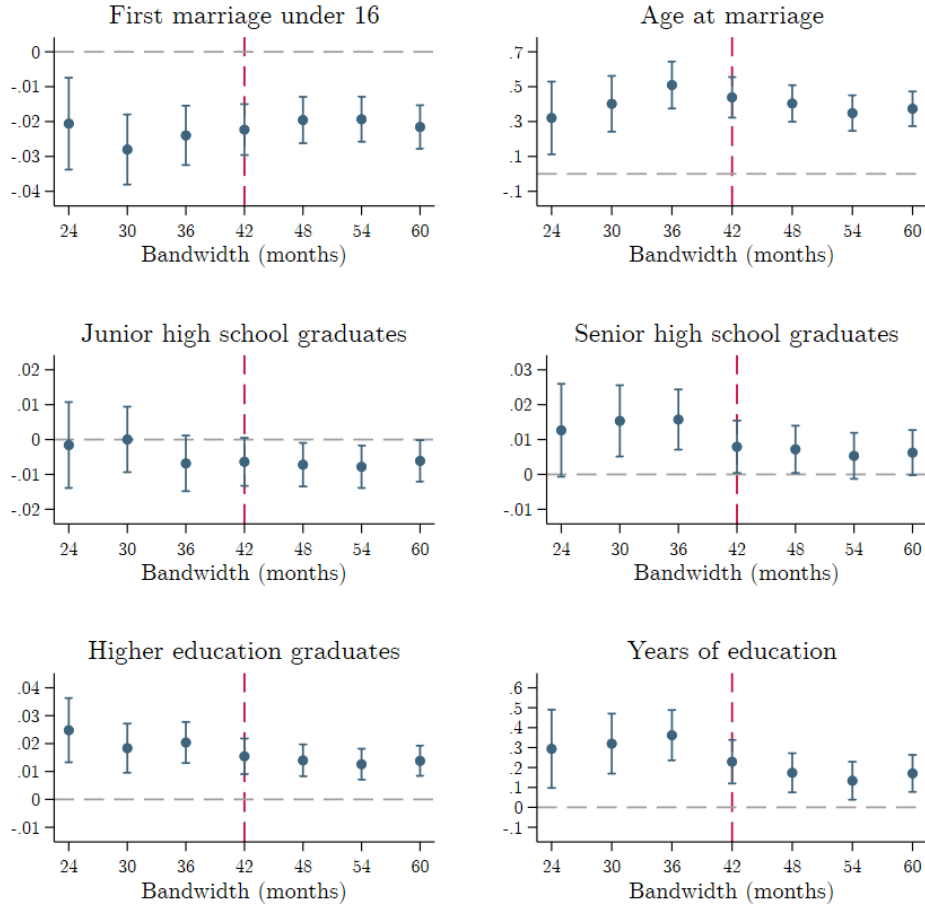 First marriage under 16
0
-.01
-.02
-.03
-.04
24 30 36 42 48 54 60
Bandwidth (months)
Age at marriage
.7
.5
.3
.1
-.1
24 30 36 42 48 54 60
Bandwidth (months)
Junior high school graduates
.02
.01
0
-.01
-.02
24 30 36 42 48 54 60
Bandwidth (months)
Senior high school graduates
.03
.02
.01
0
-.01
24 30 36 42 48 54 60
Bandwidth (months)
Higher education graduates
.04
.03
.02
.01
0
-.01
24 30 36 42 48 54 60
Bandwidth (months)
Years of education
.6
.5
.4
.3
.2
.1
0
-.1
24 30 36 42 48 54 60
Bandwidth (months)